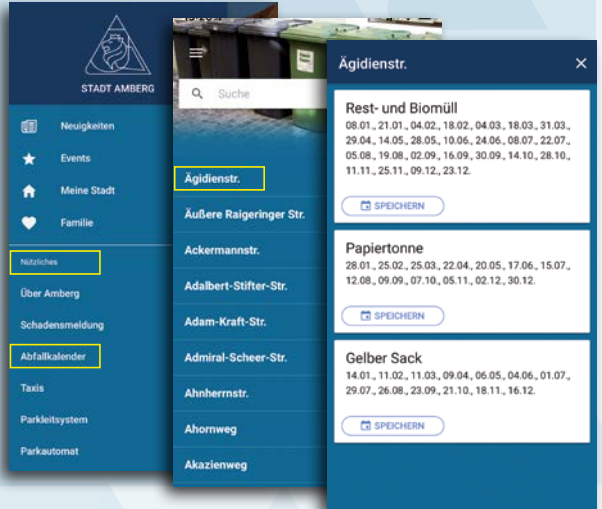 STADT AMBERG
Neuigkeiten
Events
Meine Stadt
Familie
Nützliches
Über Amberg
Schadensmeldung
Abfallkalender
Taxis
Parkleitsystem
Parkautomat
Suche
Ägidienstr.
Äußere Raigeringer Str.
Ackermannstr.
Adalbert-Stifter-Str.
Adam-Kraft-Str.
Admiral-Scheer-Str.
Ahnherrnstr.
Ahornweg
Akazienweg
Ägidienstr.
Rest- und Biomüll
08.01., 21.01., 04.02., 18.02., 04.03., 18.03., 31.03.,
29.04., 14.05., 28.05., 10.06., 24.06., 08.07., 22.07.,
05.08., 19.08., 02.09., 16.09., 30.09., 14.10., 28.10.,
11.11., 25.11., 09.12., 23.12.
SPEICHERN
Papiertonne
28.01., 25.02., 25.03., 22.04., 20.05., 17.06., 15.07.,
12.08., 09.09., 07.10., 05.11., 02.12., 30.12.
SPEICHERN
Gelber Sack
14.01., 11.02., 11.03., 09.04., 06.05., 04.06., 01.07.,
29.07., 26.08., 23.09., 21.10., 18.11., 16.12.
SPEICHERN